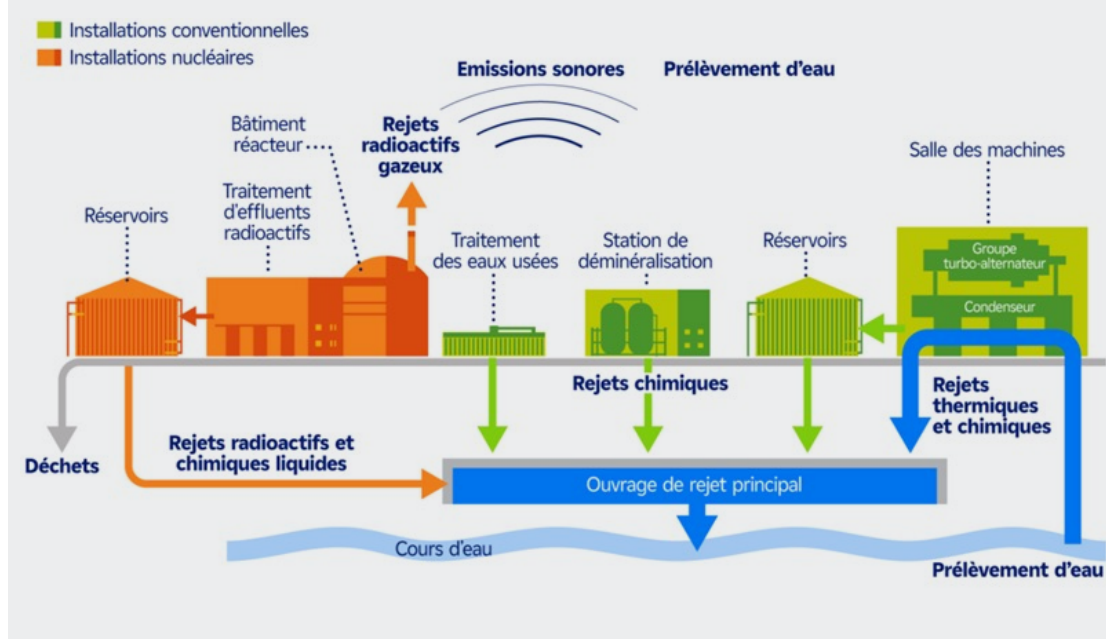 Installations conventionnelles
Installations nucléaires
Emissions sonores
Prélèvement d'eau
Bâtiment
réacteur
Rejets
radioactifs
gazeux
Salle des machines
Traitement
d'effluents
radioactifs
Réservoirs
Traitement
des eaux usées
Station de
déminéralisation
Réservoirs
Groupe
turbo-alternateur
Condenseur
Rejets chimiques
Rejets
thermiques
et chimiques
Déchets
Rejets radioactifs et
chimiques liquides
Ouvrage de rejet principal
Cours d'eau
Prélèvement d'eau